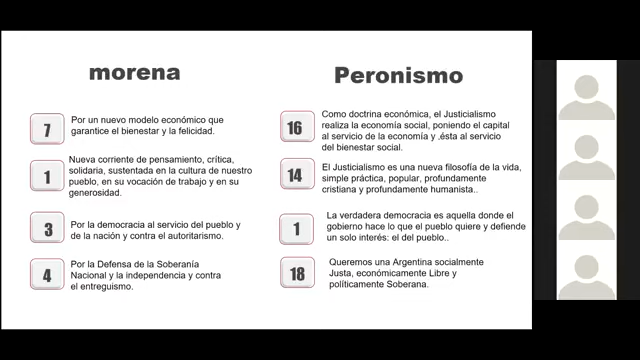 morena
7
Por un nuevo modelo económico que
garantice el bienestar y la felicidad.
1
Nueva corriente de pensamiento, crítica,
solidaria, sustentada en la cultura de nuestro
pueblo, en su vocación de trabajo y en su
generosidad.
3
Por la democracia al servicio del pueblo y
de la nación y contra el autoritarismo.
4
Por la Defensa de la Soberanía
Nacional y la independencia y contra
el entreguismo.
Peronismo
16
Como doctrina económica, el Justicialismo
realiza la economía social, poniendo el capital
al servicio de la economía y .ésta al servicio
del bienestar social.
14
El Justicialismo es una nueva filosofía de la vida,
simple práctica, popular, profundamente
cristiana y profundamente humanista..
1
La verdadera democracia es aquella donde el
gobierno hace lo que el pueblo quiere y defiende
un solo interés: el del pueblo..
18
Queremos una Argentina socialmente
Justa, económicamente Libre y
políticamente Soberana.